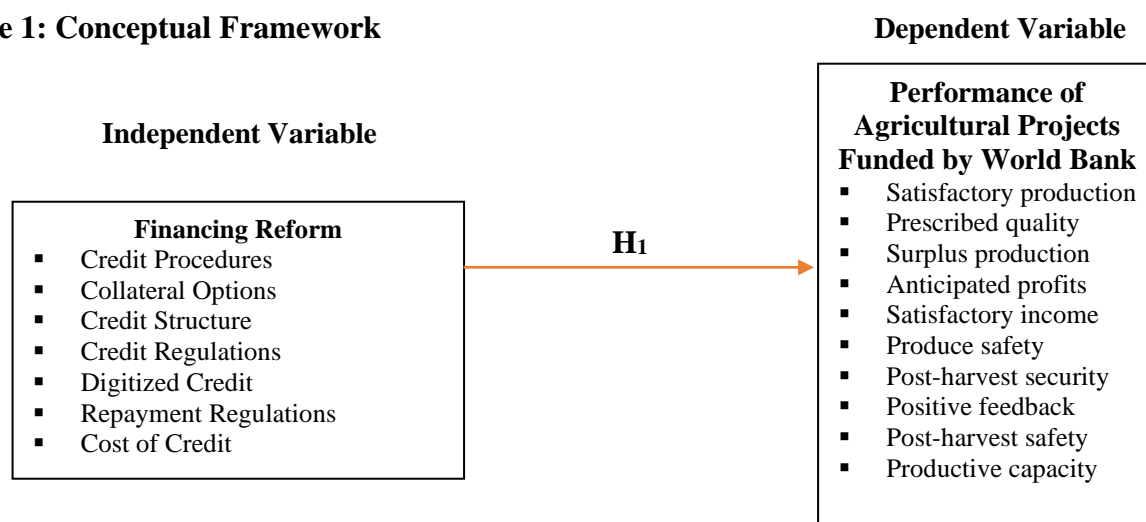 e 1: Conceptual Framework
Dependent Variable
Independent Variable
Financing Reform
▪ Credit Procedures
▪ Collateral Options
▪ Credit Structure
▪ Credit Regulations
▪ Digitized Credit
▪ Repayment Regulations
▪ Cost of Credit
H1
Performance of
Agricultural Projects
Funded by World Bank
▪ Satisfactory production
▪ Prescribed quality
▪ Surplus production
▪ Anticipated profits
▪ Satisfactory income
▪ Produce safety
▪ Post-harvest security
▪ Positive feedback
▪ Post-harvest safety
▪ Productive capacity